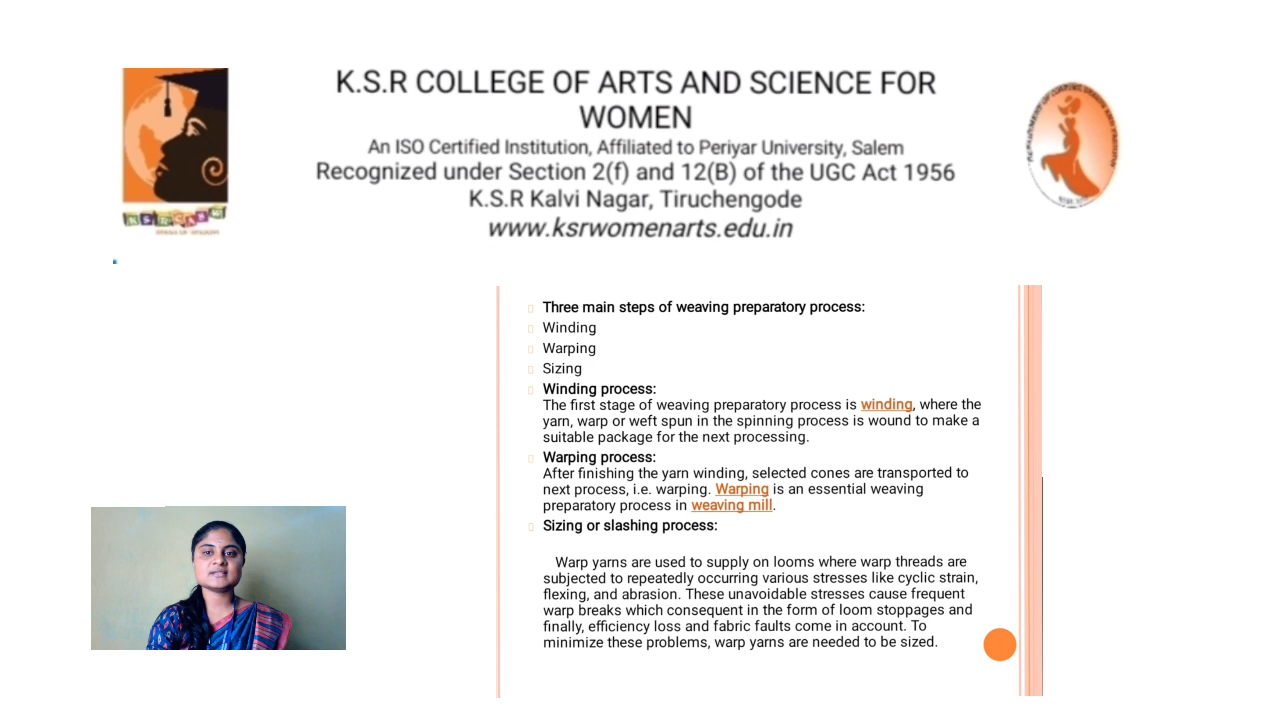 K.S.R COLLEGE OF ARTS AND SCIENCE FOR
WOMEN
An ISO Certified Institution, Affiliated to Periyar University, Salem
Recognized under Section 2(f) and 12(B) of the UGC Act 1956
K.S.R Kalvi Nagar, Tiruchengode
www.ksrwomenarts.edu.in
Three main steps of weaving preparatory process:
Winding
Warping
Sizing
Winding process:
The first stage of weaving preparatory process is winding, where the
yarn, warp or weft spun in the spinning process is wound to make a
suitable package for the next processing.
Warping process:
After finishing the yarn winding, selected cones are transported to
next process, i.e. warping. Warping is an essential weaving
preparatory process in weaving mill.
Sizing or slashing process:
Warp yarns are used to supply on looms where warp threads are
subjected to repeatedly occurring various stresses like cyclic strain,
flexing, and abrasion. These unavoidable stresses cause frequent
warp breaks which consequent in the form of loom stoppages and
finally, efficiency loss and fabric faults come in account. To
minimize these problems, warp yarns are needed to be sized.